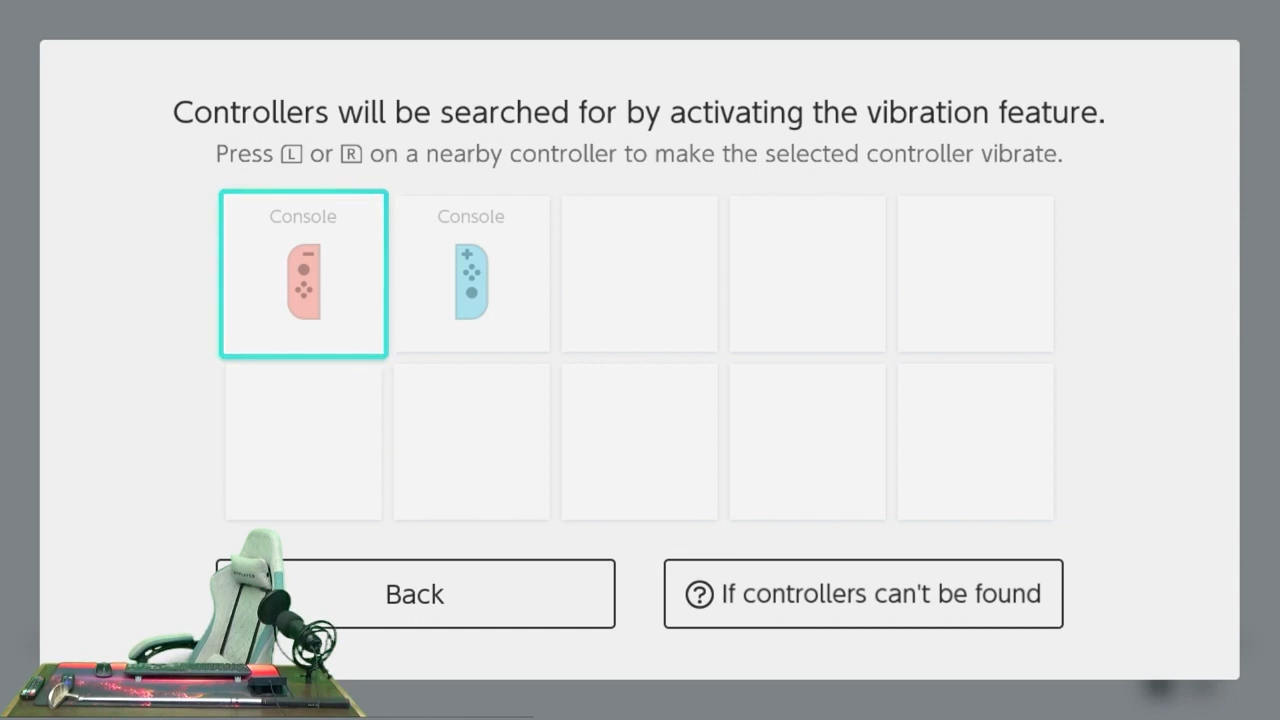 Controllers will be searched for by activating the vibration feature.
Press L or R on a nearby controller to make the selected controller vibrate.
Console
Console
Back
? If controllers can't be found